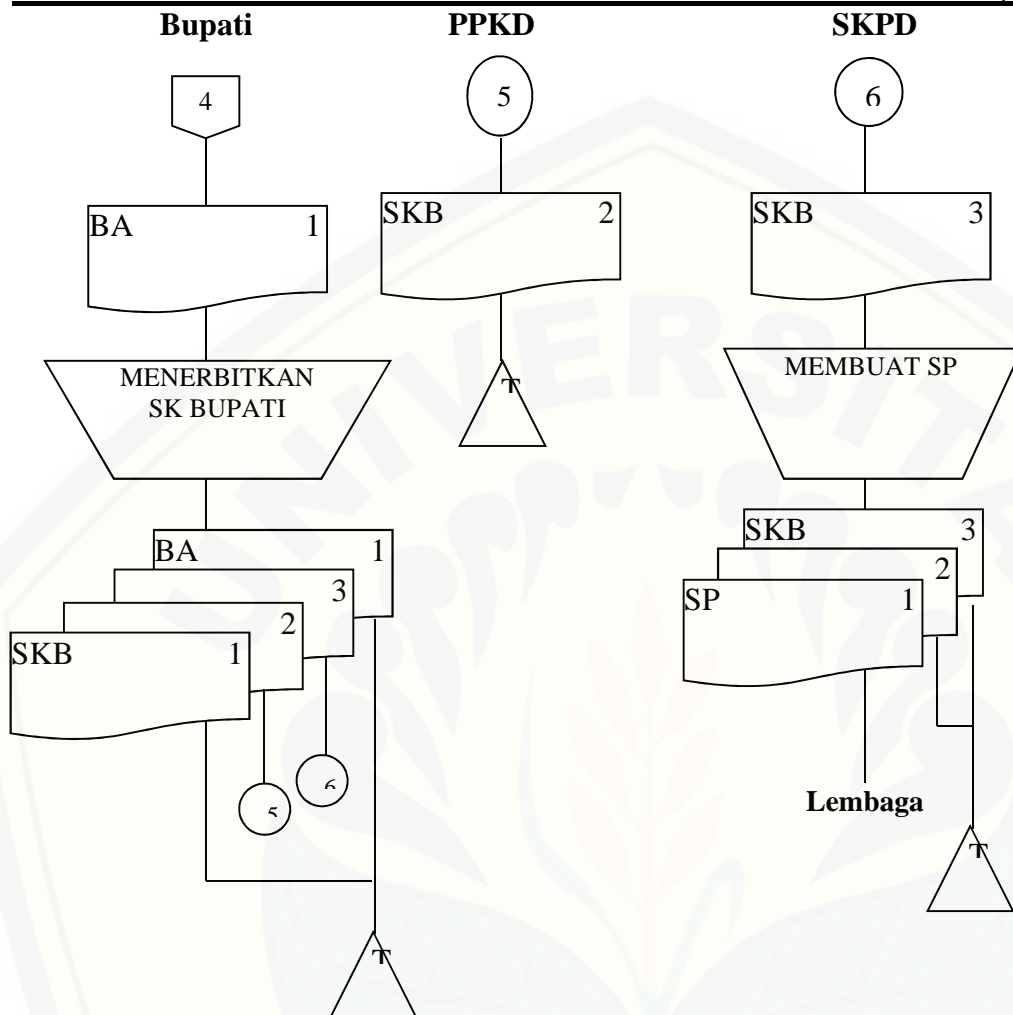 Bupati
PPKD
SKPD
4
5
6
BA 1
SKB 2
SKB 3
MENERBITKAN
SK BUPATI
T
MEMBUAT SP
BA 1
3
2
SKB 1
5
6
T
SKB 3
2
SP 1
Lembaga
T
UNIVERSITA